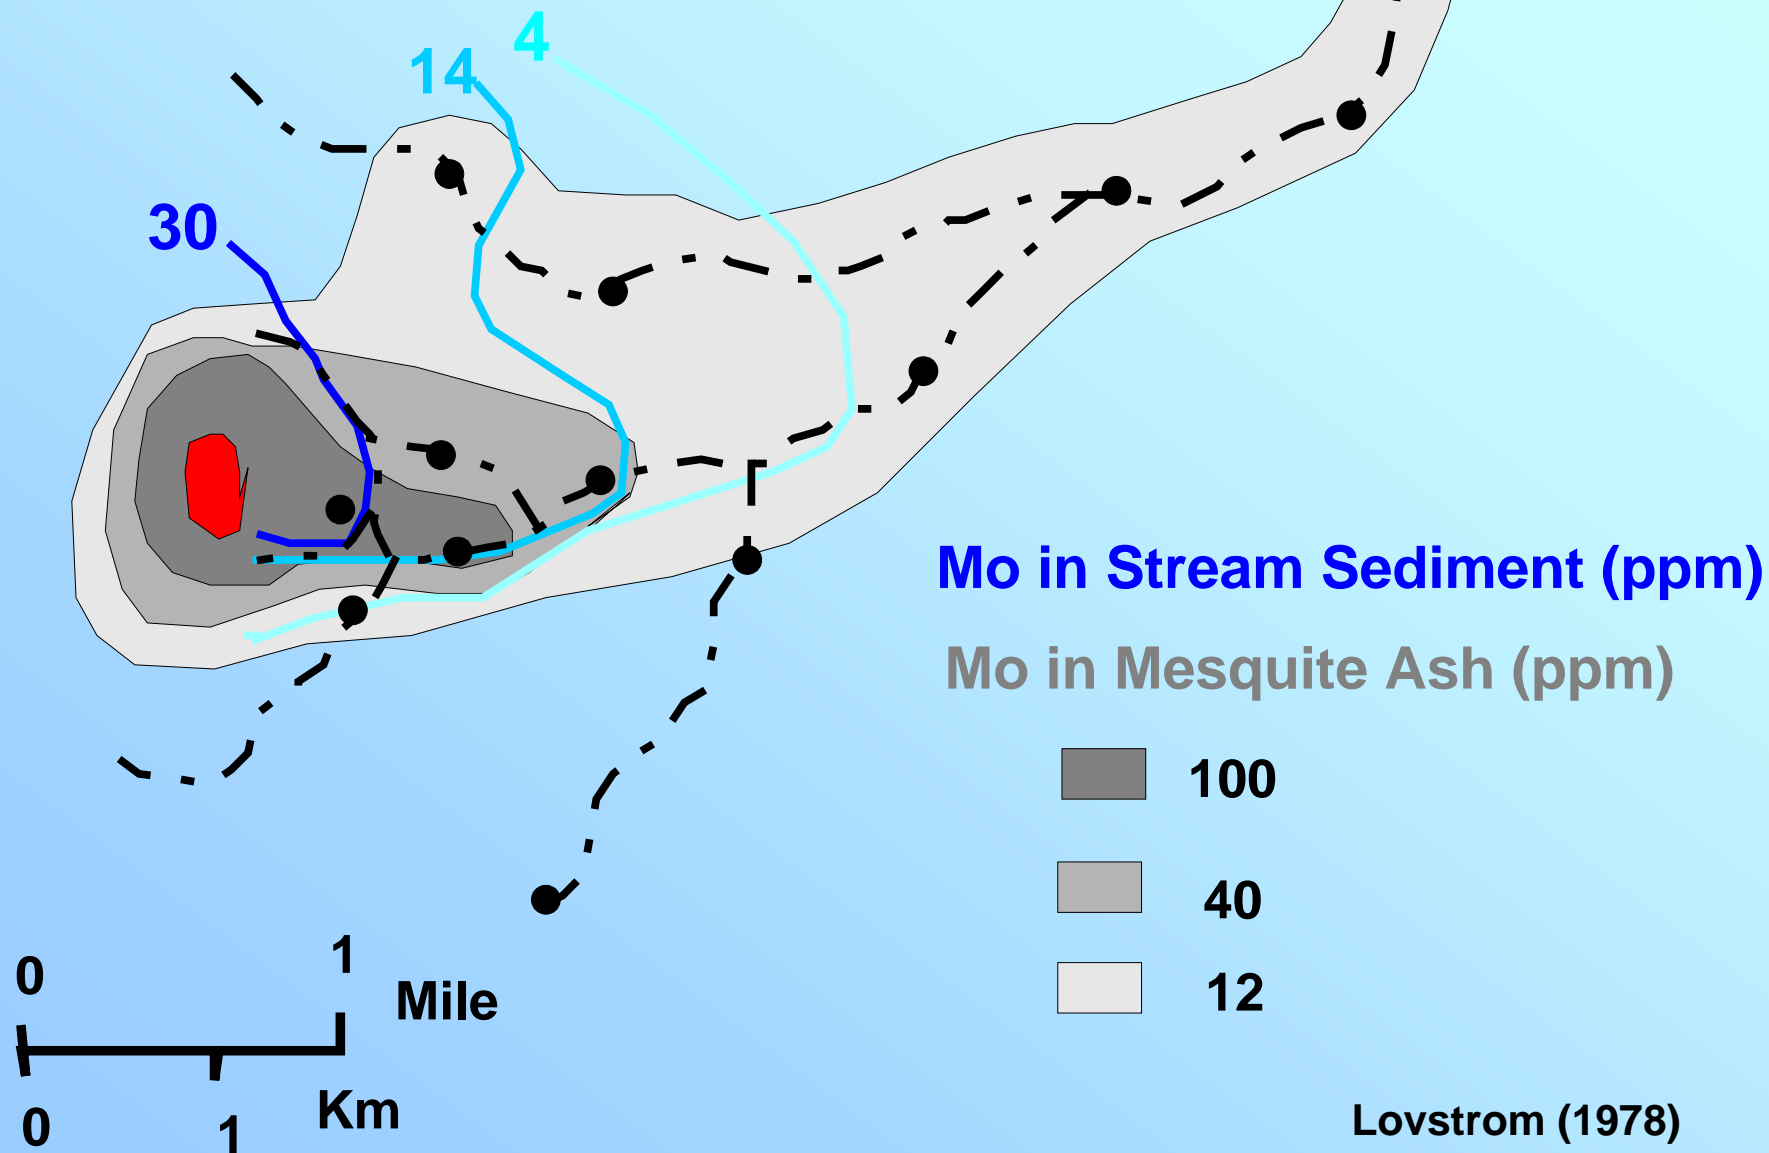 4
14
30
Mo in Stream Sediment (ppm)
Mo in Mesquite Ash (ppm)
100
40
12
0 1
Mile
Km
0 1
Lovstrom (1978)